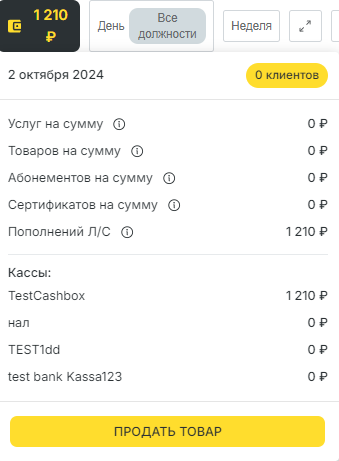 1 210
₽
День
Все
должности
Неделя
2 октября 2024
0 клиентов
Услуг на сумму 0 ₽
Товаров на сумму 0 ₽
Абонементов на сумму 0 ₽
Сертификатов на сумму 0 ₽
Пополнений Л/С 1 210 ₽
Кассы:
TestCashbox 1 210 ₽
нал 0 ₽
TEST1dd 0 ₽
test bank Kassa123 0 ₽
ПРОДАТЬ ТОВАР